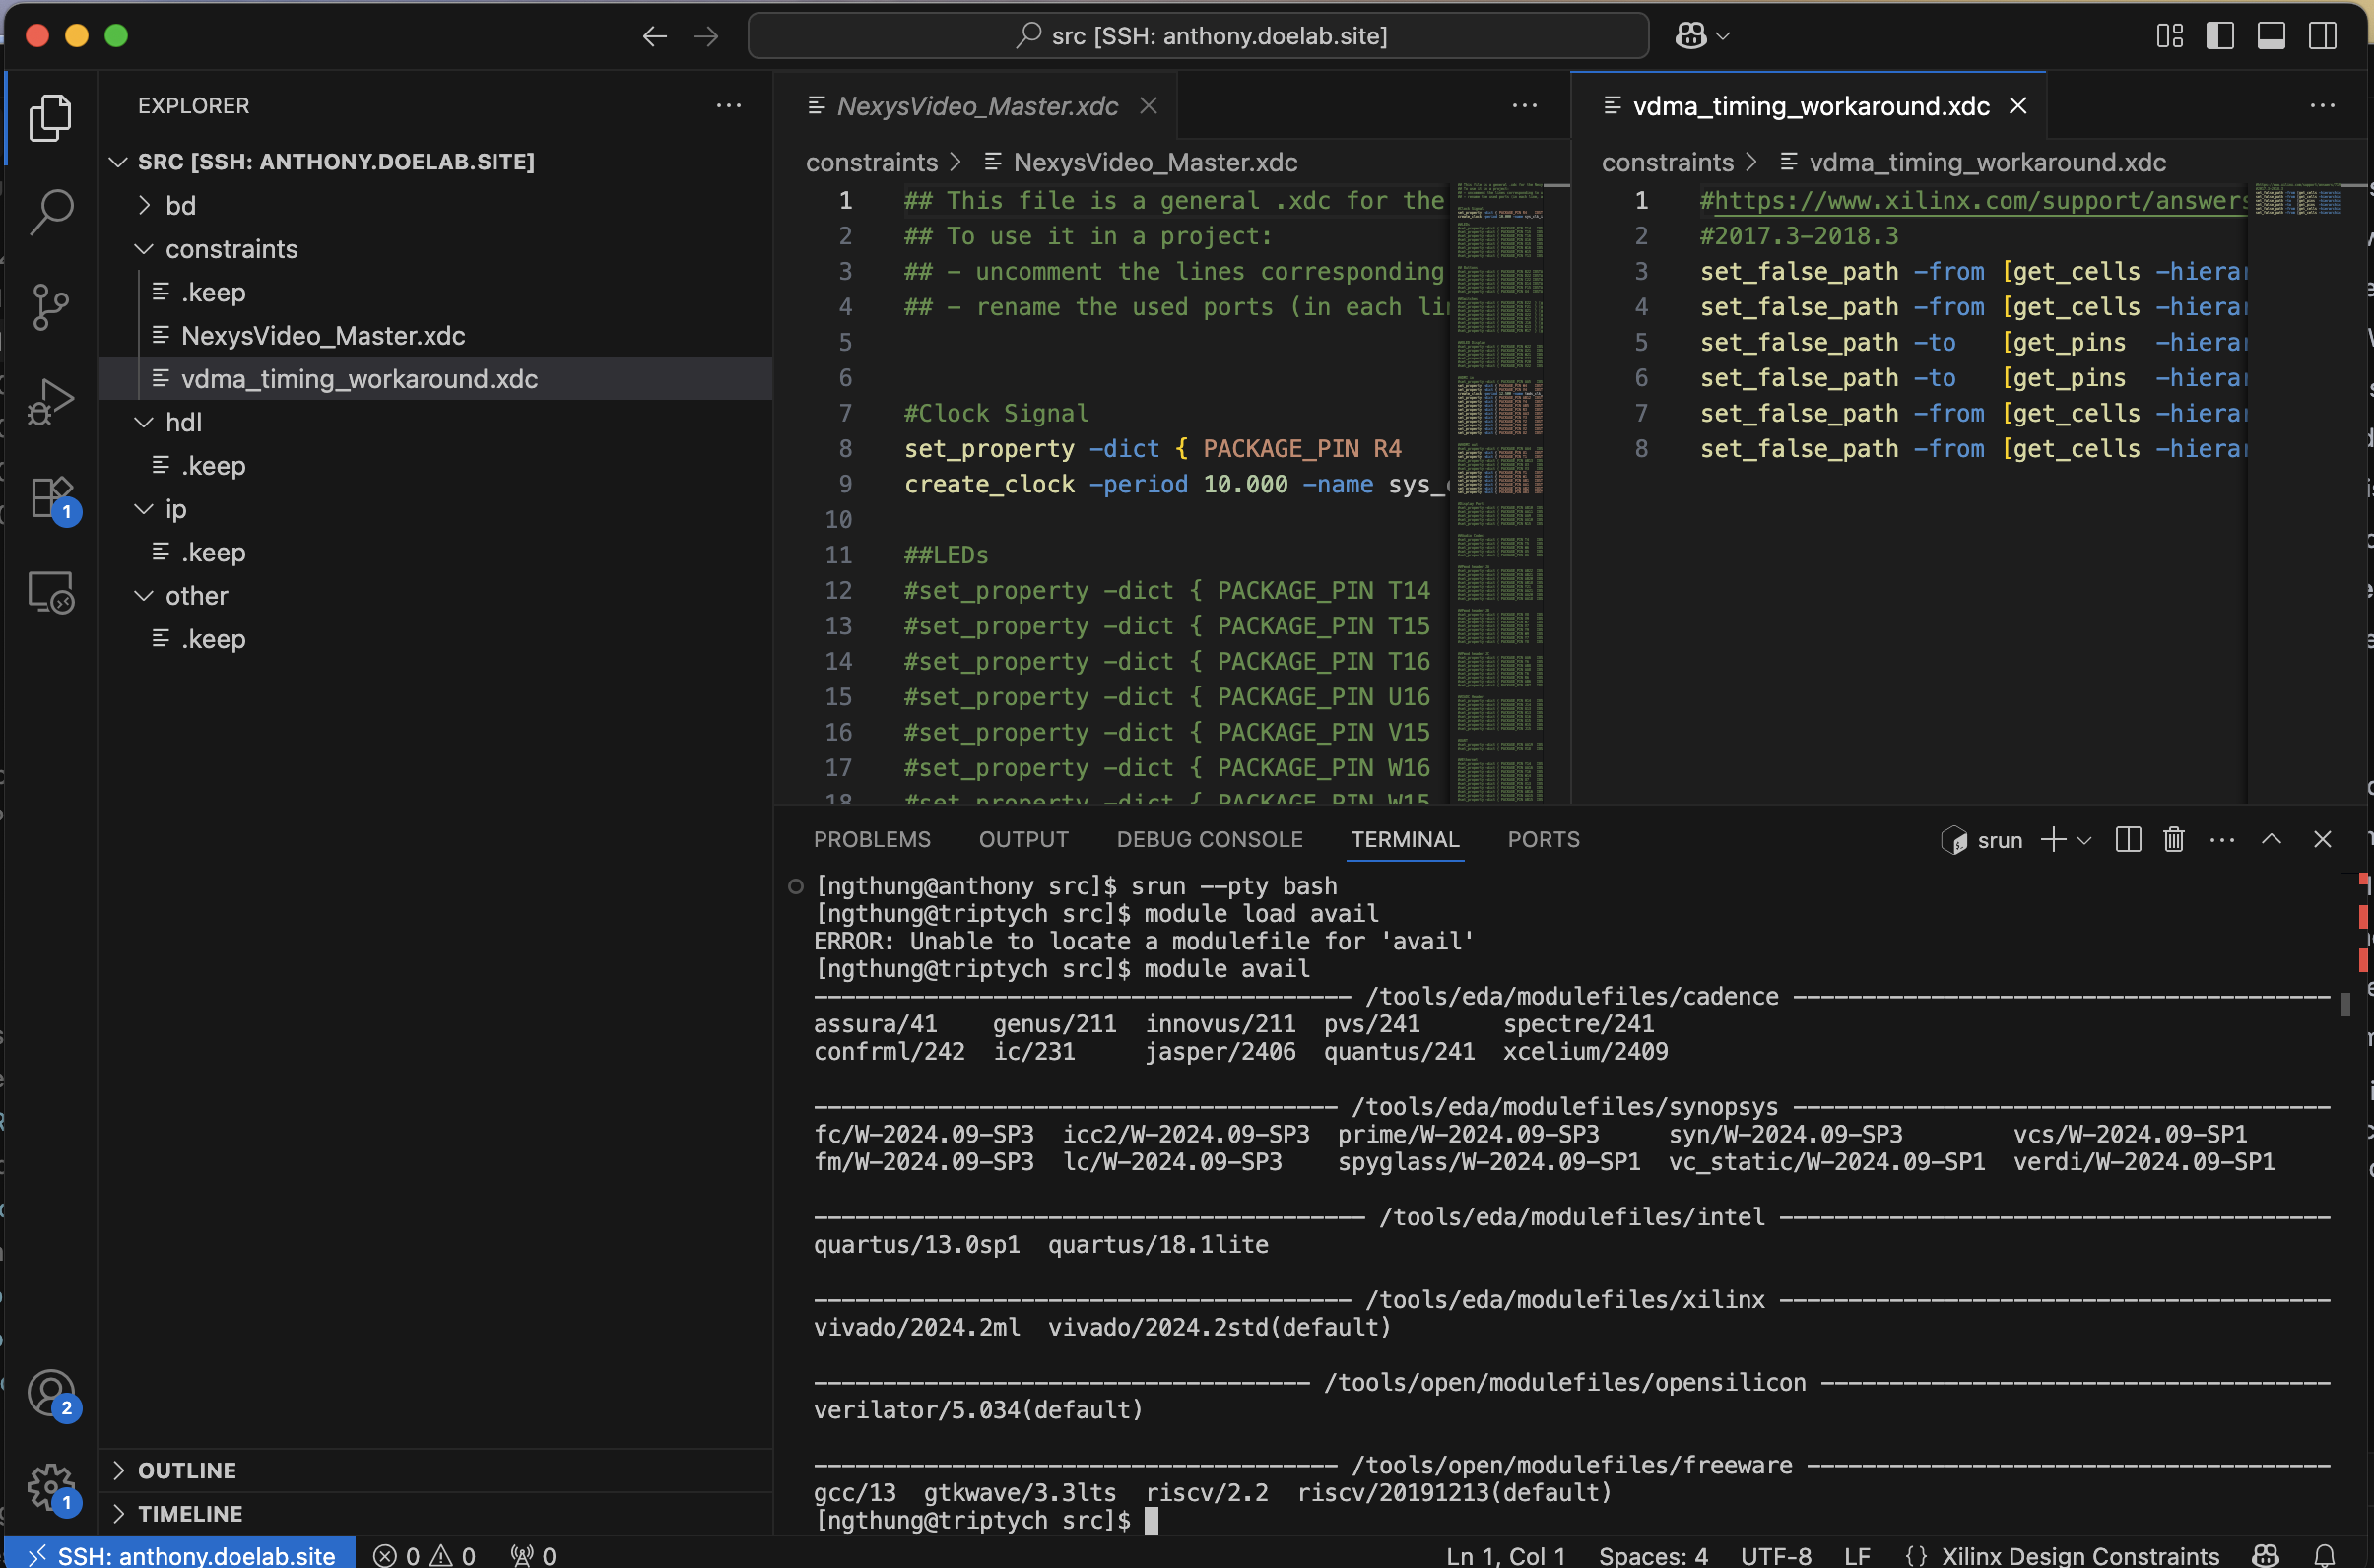 src [SSH: anthony.doelab.site]
EXPLORER
SRC [SSH: ANTHONY.DOELAB.SITE]
bd
constraints
.keep
NexysVideo_Master.xdc
vdma_timing_workaround.xdc
hdl
.keep
ip
.keep
other
.keep
OUTLINE
TIMELINE
1
2
1
NexysVideo_Master.xdc
constraints > NexysVideo_Master.xdc
1 ## This file is a general .xdc for the
2 ## To use it in a project:
3 ## - uncomment the lines corresponding
4 ## - rename the used ports (in each
5
6
7 #Clock Signal
8 set_property -dict { PACKAGE_PIN R4
9 create_clock -period 10.000 -name
10
11 ##LEDs
12 #set_property -dict { PACKAGE_PIN T14
13 #set_property -dict { PACKAGE_PIN T15
14 #set_property -dict { PACKAGE_PIN T16
15 #set_property -dict { PACKAGE_PIN U16
16 #set_property -dict { PACKAGE_PIN V15
17 #set_property -dict { PACKAGE_PIN W16
18 #set_property -dict { PACKAGE_PIN W15
vdma_timing_workaround.xdc
constraints > vdma_timing_workaround.xdc
1 #https://www.xilinx.com/support/answers
2 #2017.3-2018.3
3 set_false_path -from [get_cells -hierar
4 set_false_path -from [get_cells -hierar
5 set_false_path -to [get_pins -hierar
6 set_false_path -to [get_pins -hierar
7 set_false_path -from [get_cells -hierar
8 set_false_path -from [get_cells -hierar
PROBLEMS OUTPUT DEBUG CONSOLE TERMINAL PORTS srun
[ngthung@anthony src]$ srun --pty bash
[ngthung@triptych src]$ module load avail
ERROR: Unable to locate a modulefile for 'avail'
[ngthung@triptych src]$ module avail
--------------------------------------- /tools/eda/modulefiles/cadence ---------------------------------------
assura/41 genus/211 innovus/211 pvs/241 spectre/241
confrml/242 ic/231 jasper/2406 quantus/241 xcelium/2409
-------------------------------------- /tools/eda/modulefiles/synopsys ---------------------------------------
fc/W-2024.09-SP3 icc2/W-2024.09-SP3 prime/W-2024.09-SP3 syn/W-2024.09-SP3 vcs/W-2024.09-SP1
fm/W-2024.09-SP3 lc/W-2024.09-SP3 spyglass/W-2024.09-SP1 vc_static/W-2024.09-SP1 verdi/W-2024.09-SP1
---------------------------------------- /tools/eda/modulefiles/intel ----------------------------------------
quartus/13.0sp1 quartus/18.1lite
--------------------------------------- /tools/eda/modulefiles/xilinx ----------------------------------------
vivado/2024.2ml vivado/2024.2std(default)
------------------------------------ /tools/open/modulefiles/opensilicon -------------------------------------
verilator/5.034(default)
-------------------------------------- /tools/open/modulefiles/freeware --------------------------------------
gcc/13 gtkwave/3.3lts riscv/2.2 riscv/20191213(default)
[ngthung@triptych src]$
SSH: anthony.doelab.site 0 0 0 Ln 1, Col 1 Spaces: 4 UTF-8 LF {} Xilinx Design Constraints